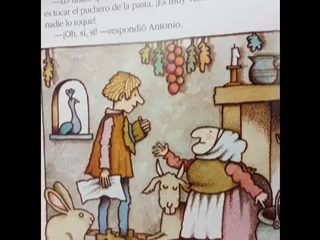 es tocar el puchero de la pasta. ¡Es muy
nadie lo toque!
—¡Oh, sí, sí! —respondió Antonio.